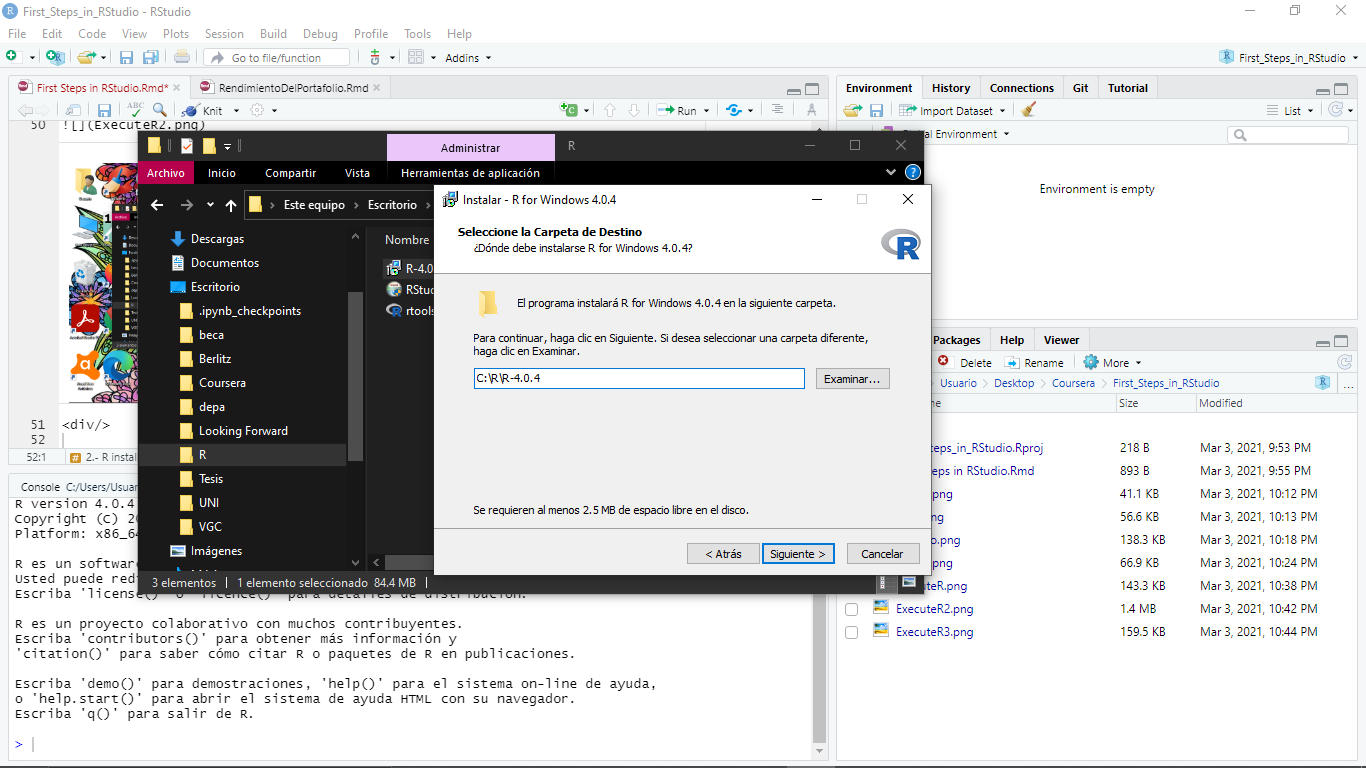 First_Steps_in_RStudio - RStudio
File Edit Code View Plots Session Build Debug Profile Tools Help
Go to file/function
Addins
First_Steps_in_RStudio
First Steps in RStudio.Rmd*
RendimientoDelPortafolio.Rmd
ABC
Knit
Run
50 ![](ExecuteR2.png)
51 <div/>
52
52:1
2.- R instal
Environment History Connections Git Tutorial
Import Dataset
List
Environment
Environment is empty
Administrar
R
Archivo Inicio Compartir Vista Herramientas de aplicación
Este equipo > Escritorio >
Descargas
Documentos
Escritorio
.ipynb_checkpoints
beca
Berlitz
Coursera
depa
Looking Forward
R
Tesis
UNI
VGC
Imágenes
Nombre
R-4.0
RStu
rtools
3 elementos
1 elemento seleccionado 84.4 MB
Instalar - R for Windows 4.0.4
Seleccione la Carpeta de Destino
¿Dónde debe instalarse R for Windows 4.0.4?
R
El programa instalará R for Windows 4.0.4 en la siguiente carpeta.
Para continuar, haga clic en Siguiente. Si desea seleccionar una carpeta diferente,
haga clic en Examinar.
C:\R\R-4.0.4
Examinar...
Se requieren al menos 2.5 MB de espacio libre en el disco.
< Atrás
Siguiente >
Cancelar
Packages Help Viewer
Delete Rename More
Usuario > Desktop > Coursera > First_Steps_in_RStudio
me Size Modified
teps_in_RStudio.Rproj 218 B Mar 3, 2021, 9:53 PM
eps in RStudio.Rmd 893 B Mar 3, 2021, 9:55 PM
.png 41.1 KB Mar 3, 2021, 10:12 PM
ng 56.6 KB Mar 3, 2021, 10:13 PM
o.png 138.3 KB Mar 3, 2021, 10:18 PM
.png 66.9 KB Mar 3, 2021, 10:24 PM
uteR.png 143.3 KB Mar 3, 2021, 10:38 PM
ExecuteR2.png 1.4 MB Mar 3, 2021, 10:42 PM
ExecuteR3.png 159.5 KB Mar 3, 2021, 10:44 PM
Console C:/Users/Usuar
R version 4.0.4
Copyright (C) 20
Platform: x86_64
R es un software
Usted puede redi
Escriba 'license()' o 'licence()' para detalles de distribucion.
R es un proyecto colaborativo con muchos contribuyentes.
Escriba 'contributors()' para obtener más información y
'citation()' para saber cómo citar R o paquetes de R en publicaciones.
Escriba 'demo()' para demostraciones, 'help()' para el sistema on-line de ayuda,
o 'help.start()' para abrir el sistema de ayuda HTML con su navegador.
Escriba 'q()' para salir de R.
>